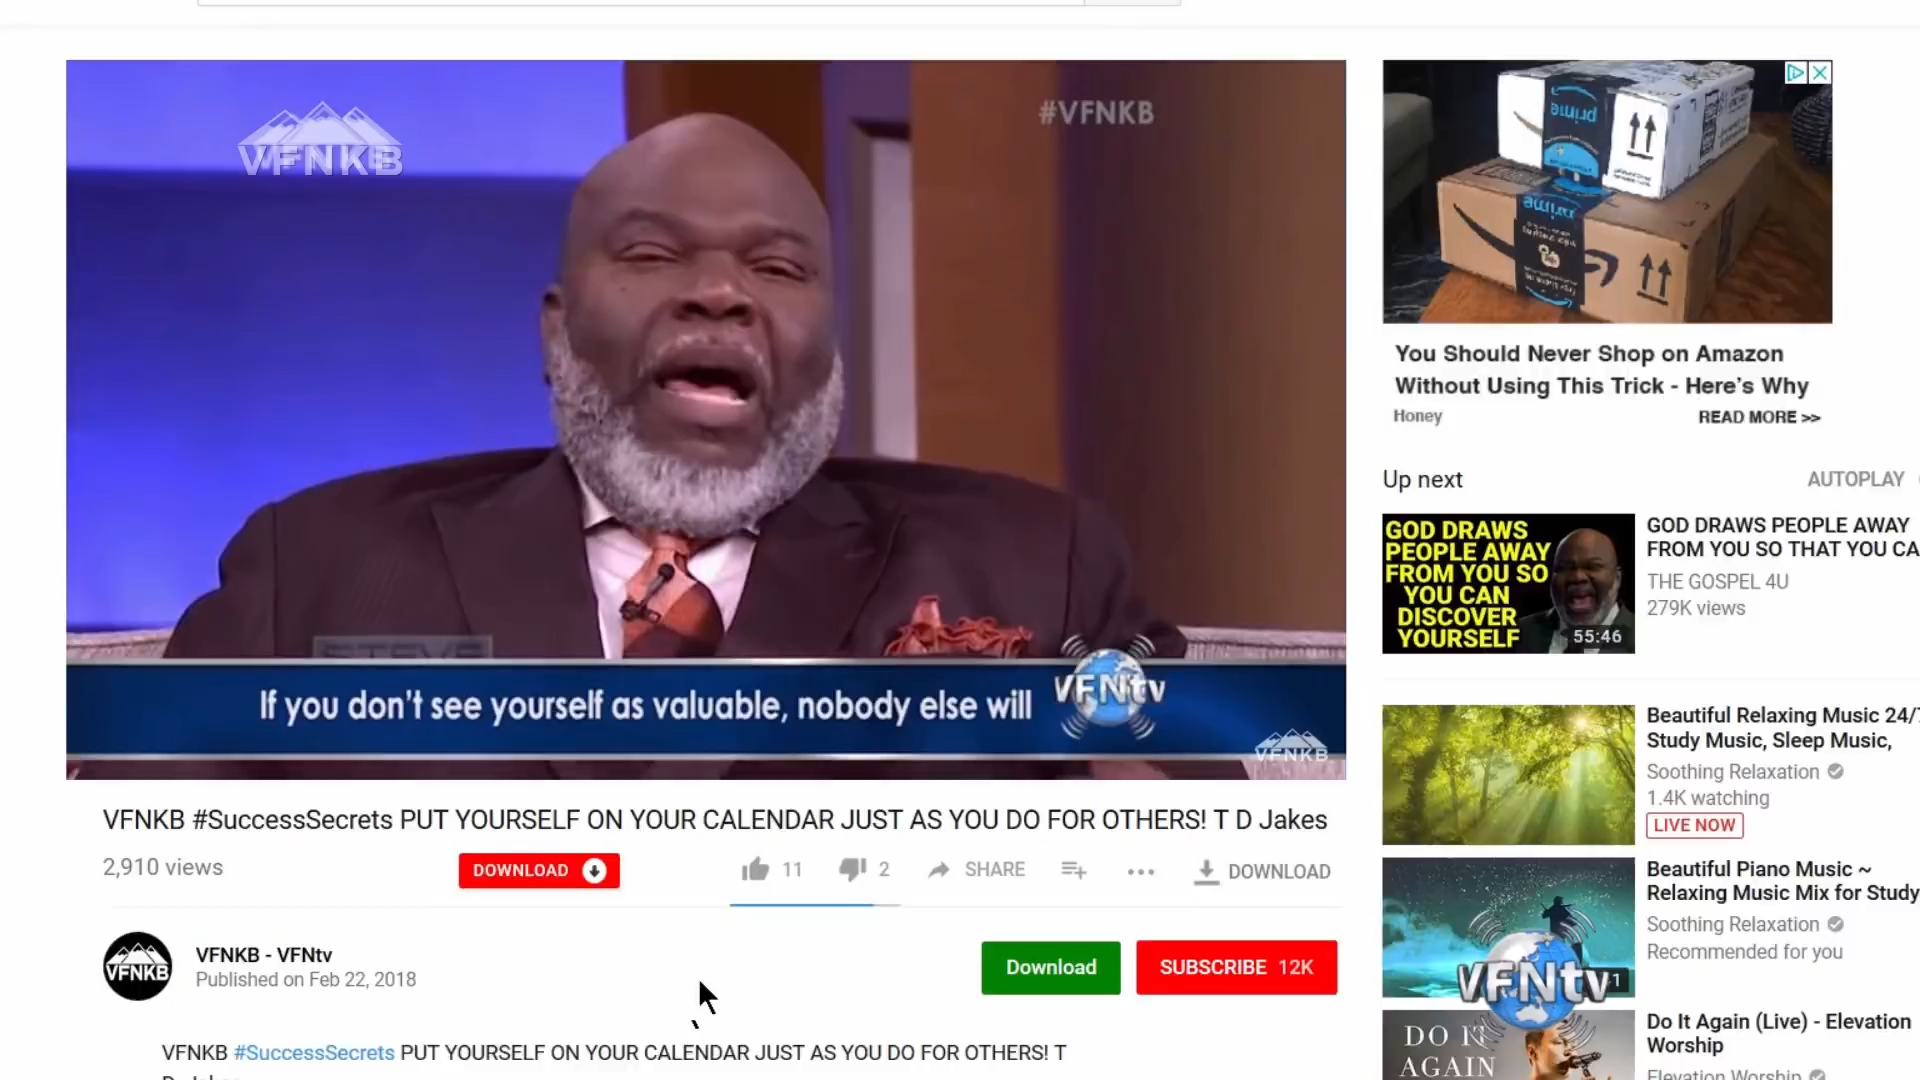 VFNKB
#VFNKB
STEVE
If you don't see yourself as valuable, nobody else will
VFNtv
VFNKB
VFNKB #SuccessSecrets PUT YOURSELF ON YOUR CALENDAR JUST AS YOU DO FOR OTHERS! T D Jakes
2,910 views
DOWNLOAD
11
2
SHARE
DOWNLOAD
VFNKB
VFNKB - VFNtv
Published on Feb 22, 2018
Download
SUBSCRIBE 12K
VFNKB #SuccessSecrets PUT YOURSELF ON YOUR CALENDAR JUST AS YOU DO FOR OTHERS! T
prime
prime
You Should Never Shop on Amazon
Without Using This Trick - Here's Why
Honey
READ MORE >>
Up next
AUTOPLAY
GOD DRAWS
PEOPLE AWAY
FROM YOU SO
YOU CAN
DISCOVER
YOURSELF
55:46
GOD DRAWS PEOPLE AWAY
FROM YOU SO THAT YOU CA
THE GOSPEL 4U
279K views
Beautiful Relaxing Music 24/7
Study Music, Sleep Music,
Soothing Relaxation
1.4K watching
LIVE NOW
Beautiful Piano Music ~
Relaxing Music Mix for Study
Soothing Relaxation
Recommended for you
VFNtv
DO IT
AGAIN
Do It Again (Live) - Elevation
Worship
Elevation Worship